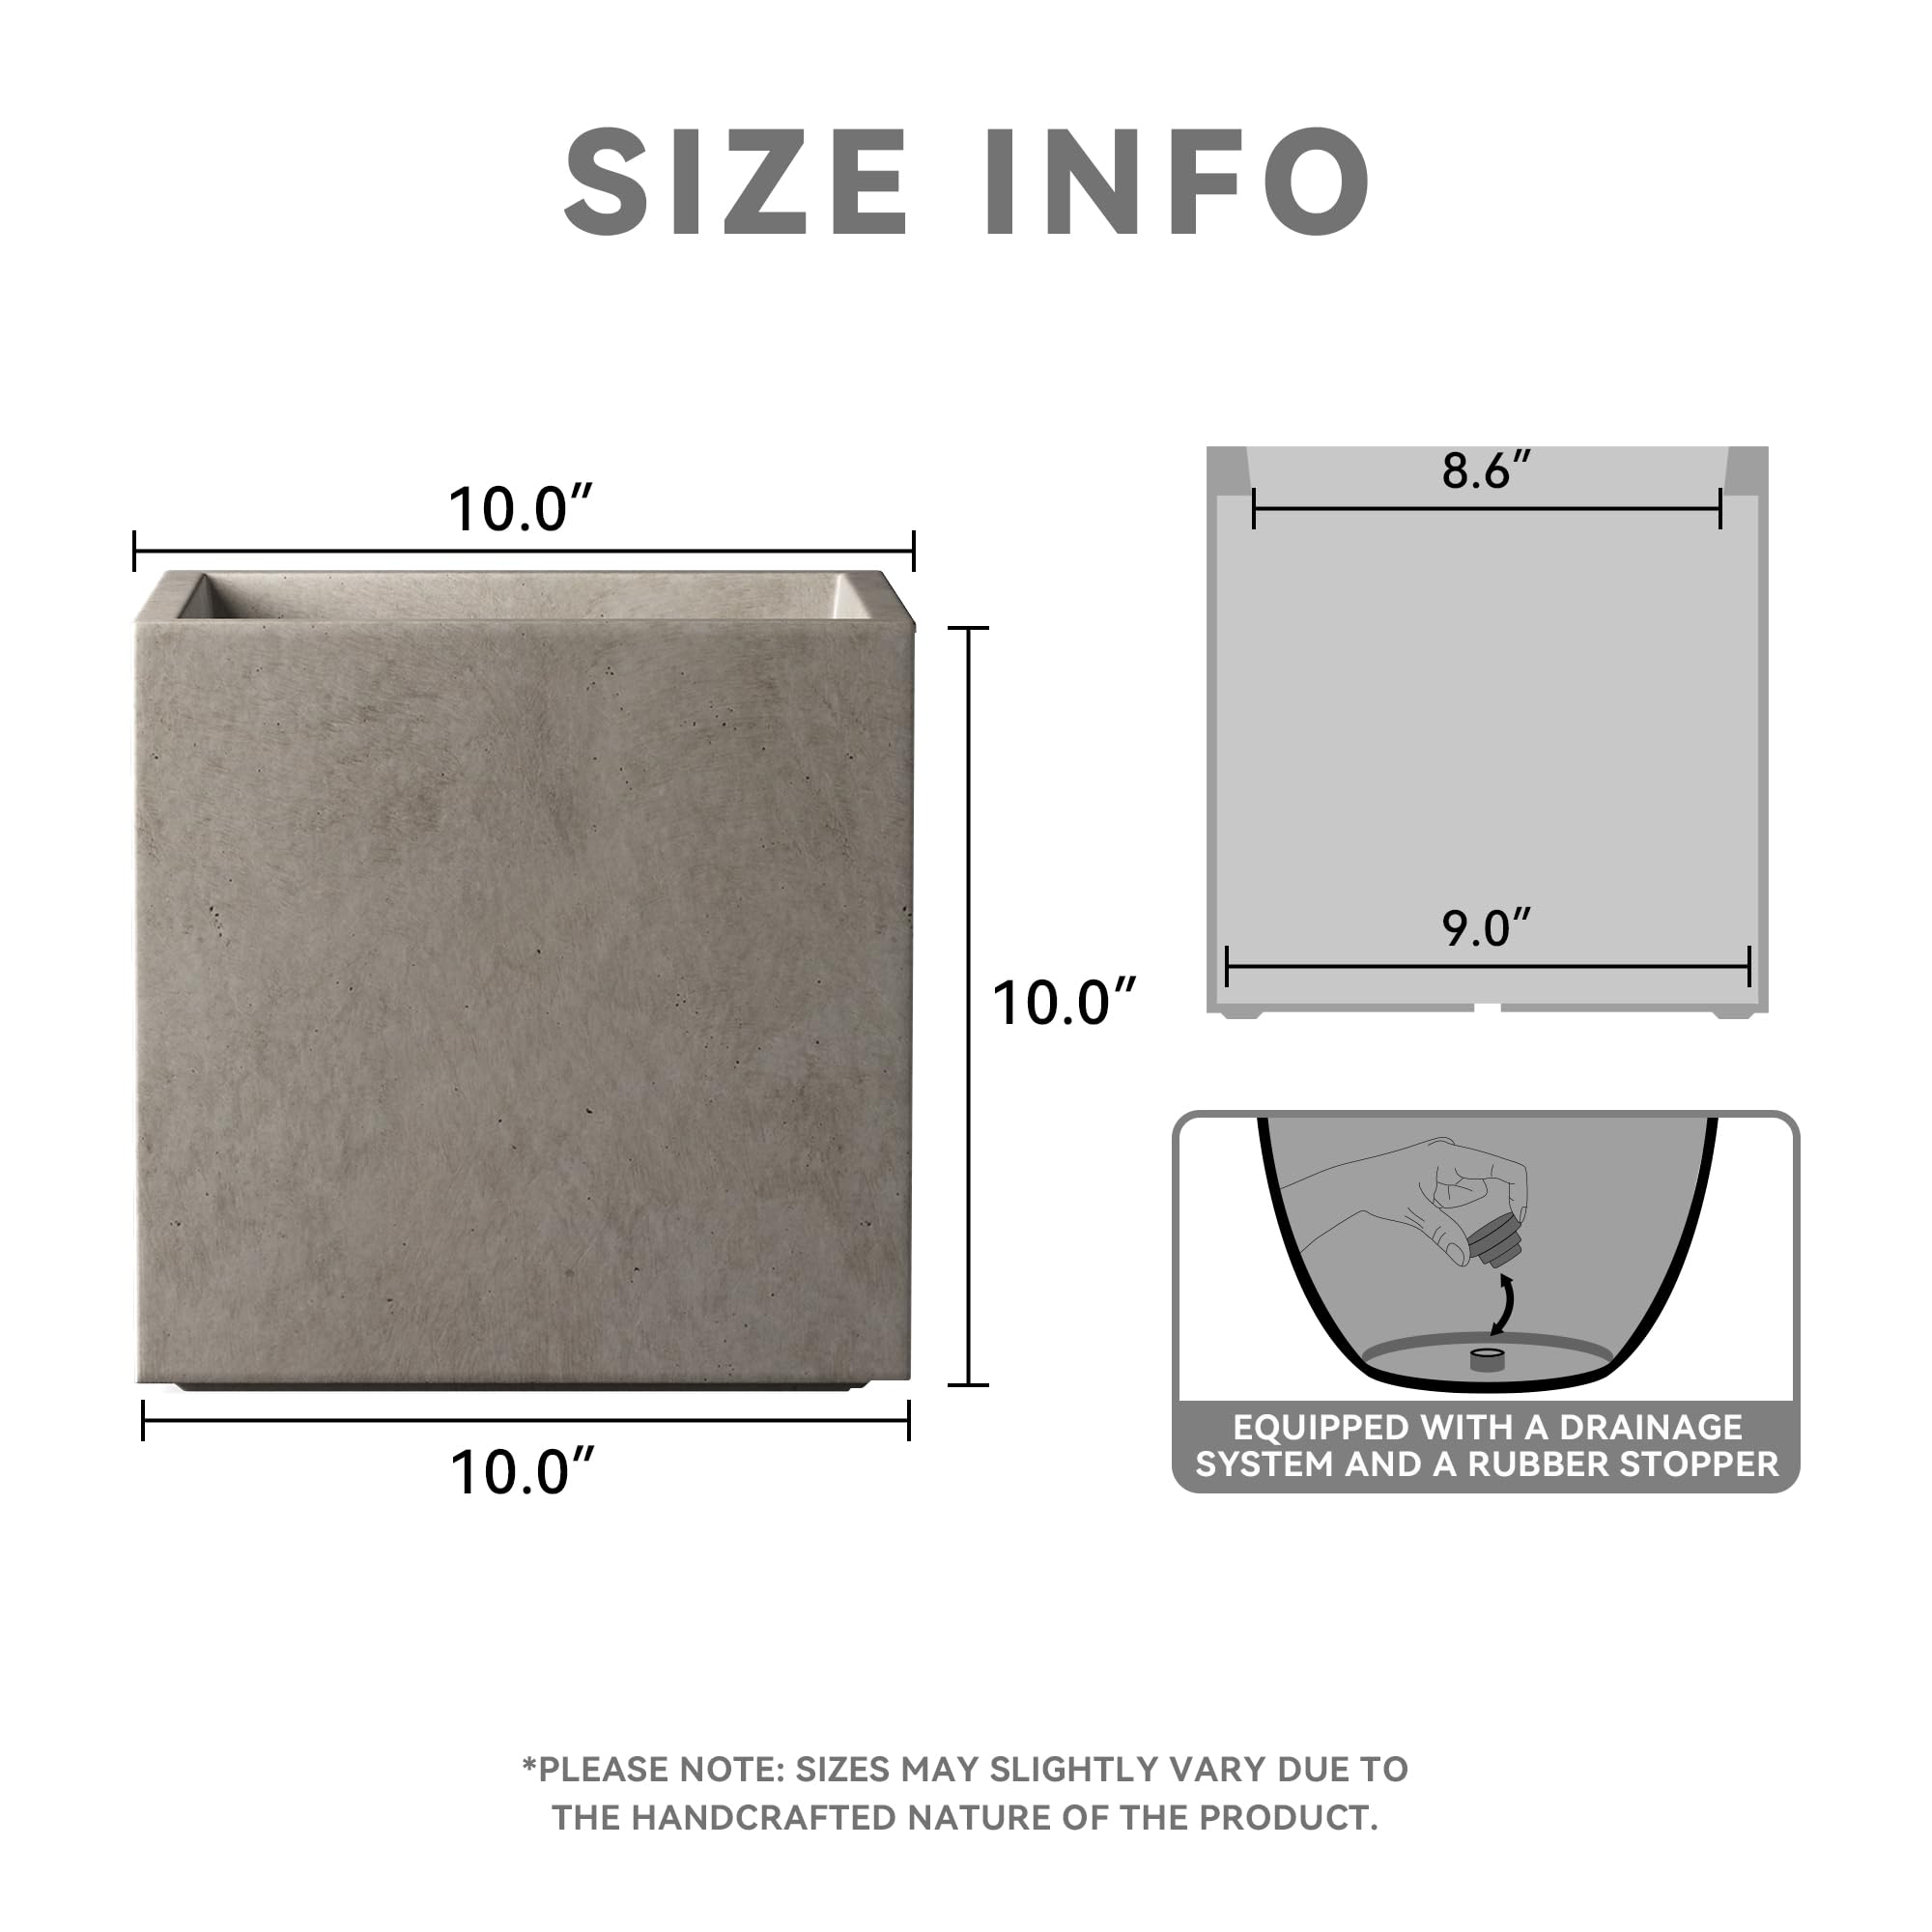 SIZE INFO
10.0″
8.6″
10.0″
9.0″
10.0″
EQUIPPED WITH A DRAINAGE
SYSTEM AND A RUBBER STOPPER
*PLEASE NOTE: SIZES MAY SLIGHTLY VARY DUE TO
THE HANDCRAFTED NATURE OF THE PRODUCT.